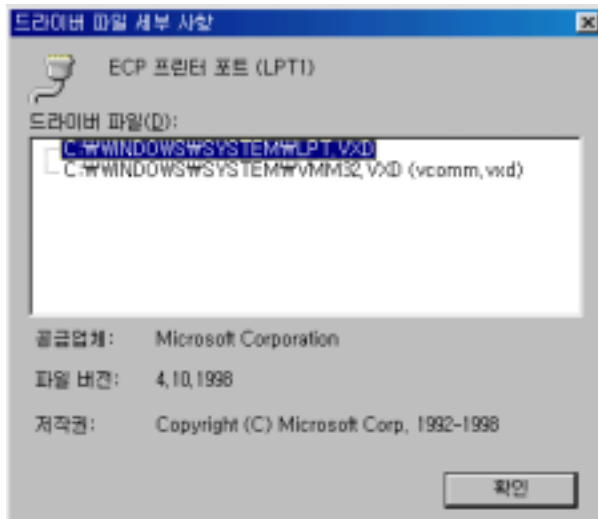 드라이버 파일 세부 사항
ECP 프린터 포트 (LPT1)
드라이버 파일(D):
C:₩WINDOWS₩SYSTEM₩LPT.VXD
C:₩WINDOWS₩SYSTEM₩VMM32.VXD (vcomm.vxd)
공급업체: Microsoft Corporation
파일 버전: 4.10.1998
저작권: Copyright (C) Microsoft Corp. 1992-1998
확인